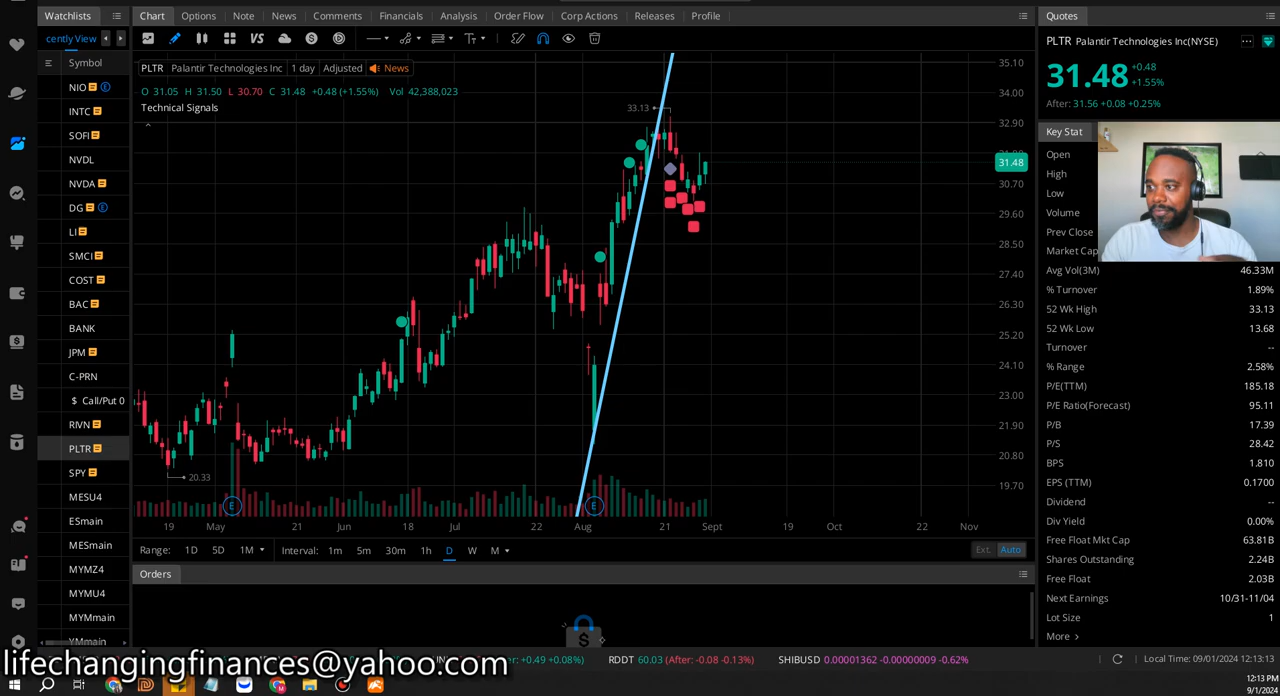 Watchlists
Chart Options Note News Comments Financials Analysis Order Flow Corp Actions Releases Profile
Quotes
cently View
Symbol
NIO E
INTC
SOFI
NVDL
NVDA
DG E
LI
SMCI
COST
BAC
BANK
JPM
C-PRN
$ Call/Put 0
RIVN
PLTR
SPY
MESU4
ESmain
MESmain
MYMZ4
MYMU4
MYMmain
YMmain
PLTR Palantir Technologies Inc 1 day Adjusted News
O 31.05 H 31.50 L 30.70 C 31.48 +0.48 (+1.55%) Vol 42,388,023
Technical Signals
33.13
20.33
E E
35.10
34.00
32.90
31.48
30.70
29.60
28.50
27.40
26.30
25.20
24.10
23.00
21.90
20.80
19.70
19 May 21 Jun 18 Jul 22 Aug 21 Sept 19 Oct 22 Nov
Range: 1D 5D 1M Interval: 1m 5m 30m 1h D W M
Ext. Auto
Orders
PLTR Palantir Technologies Inc(NYSE)
31.48 +0.48
+1.55%
After: 31.56 +0.08 +0.25%
Key Stat
Open
High
Low
Volume
Prev Close
Market Cap
Avg Vol(3M) 46.33M
% Turnover 1.89%
52 Wk High 33.13
52 Wk Low 13.68
Turnover --
% Range 2.58%
P/E(TTM) 185.18
P/E Ratio(Forecast) 95.11
P/B 17.39
P/S 28.42
BPS 1.810
EPS (TTM) 0.1700
Dividend --
Div Yield 0.00%
Free Float Mkt Cap 63.81B
Shares Outstanding 2.24B
Free Float 2.03B
Next Earnings 10/31-11/04
Lot Size 1
More >
lifechangingfinances@yahoo.com
+0.49 +0.08%) RDDT 60.03 (After: -0.08 -0.13%) SHIBUSD 0.00001362 -0.00000009 -0.62%
Local Time: 09/01/2024 12:13:13
12:13 PM
9/1/2024